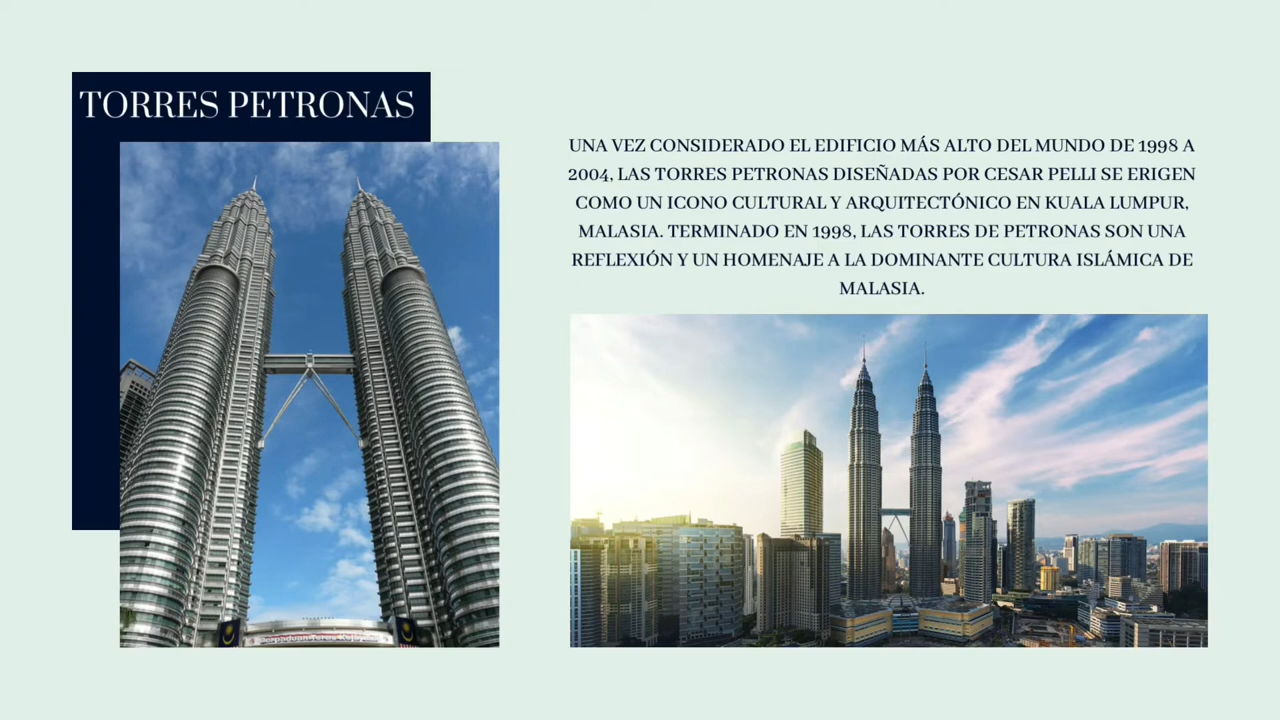 TORRES PETRONAS
UNA VEZ CONSIDERADO EL EDIFICIO MÁS ALTO DEL MUNDO DE 1998 A
2004, LAS TORRES PETRONAS DISEÑADAS POR CESAR PELLI SE ERIGEN
COMO UN ICONO CULTURAL Y ARQUITECTÓNICO EN KUALA LUMPUR,
MALASIA. TERMINADO EN 1998, LAS TORRES DE PETRONAS SON UNA
REFLEXIÓN Y UN HOMENAJE A LA DOMINANTE CULTURA ISLÁMICA DE
MALASIA.